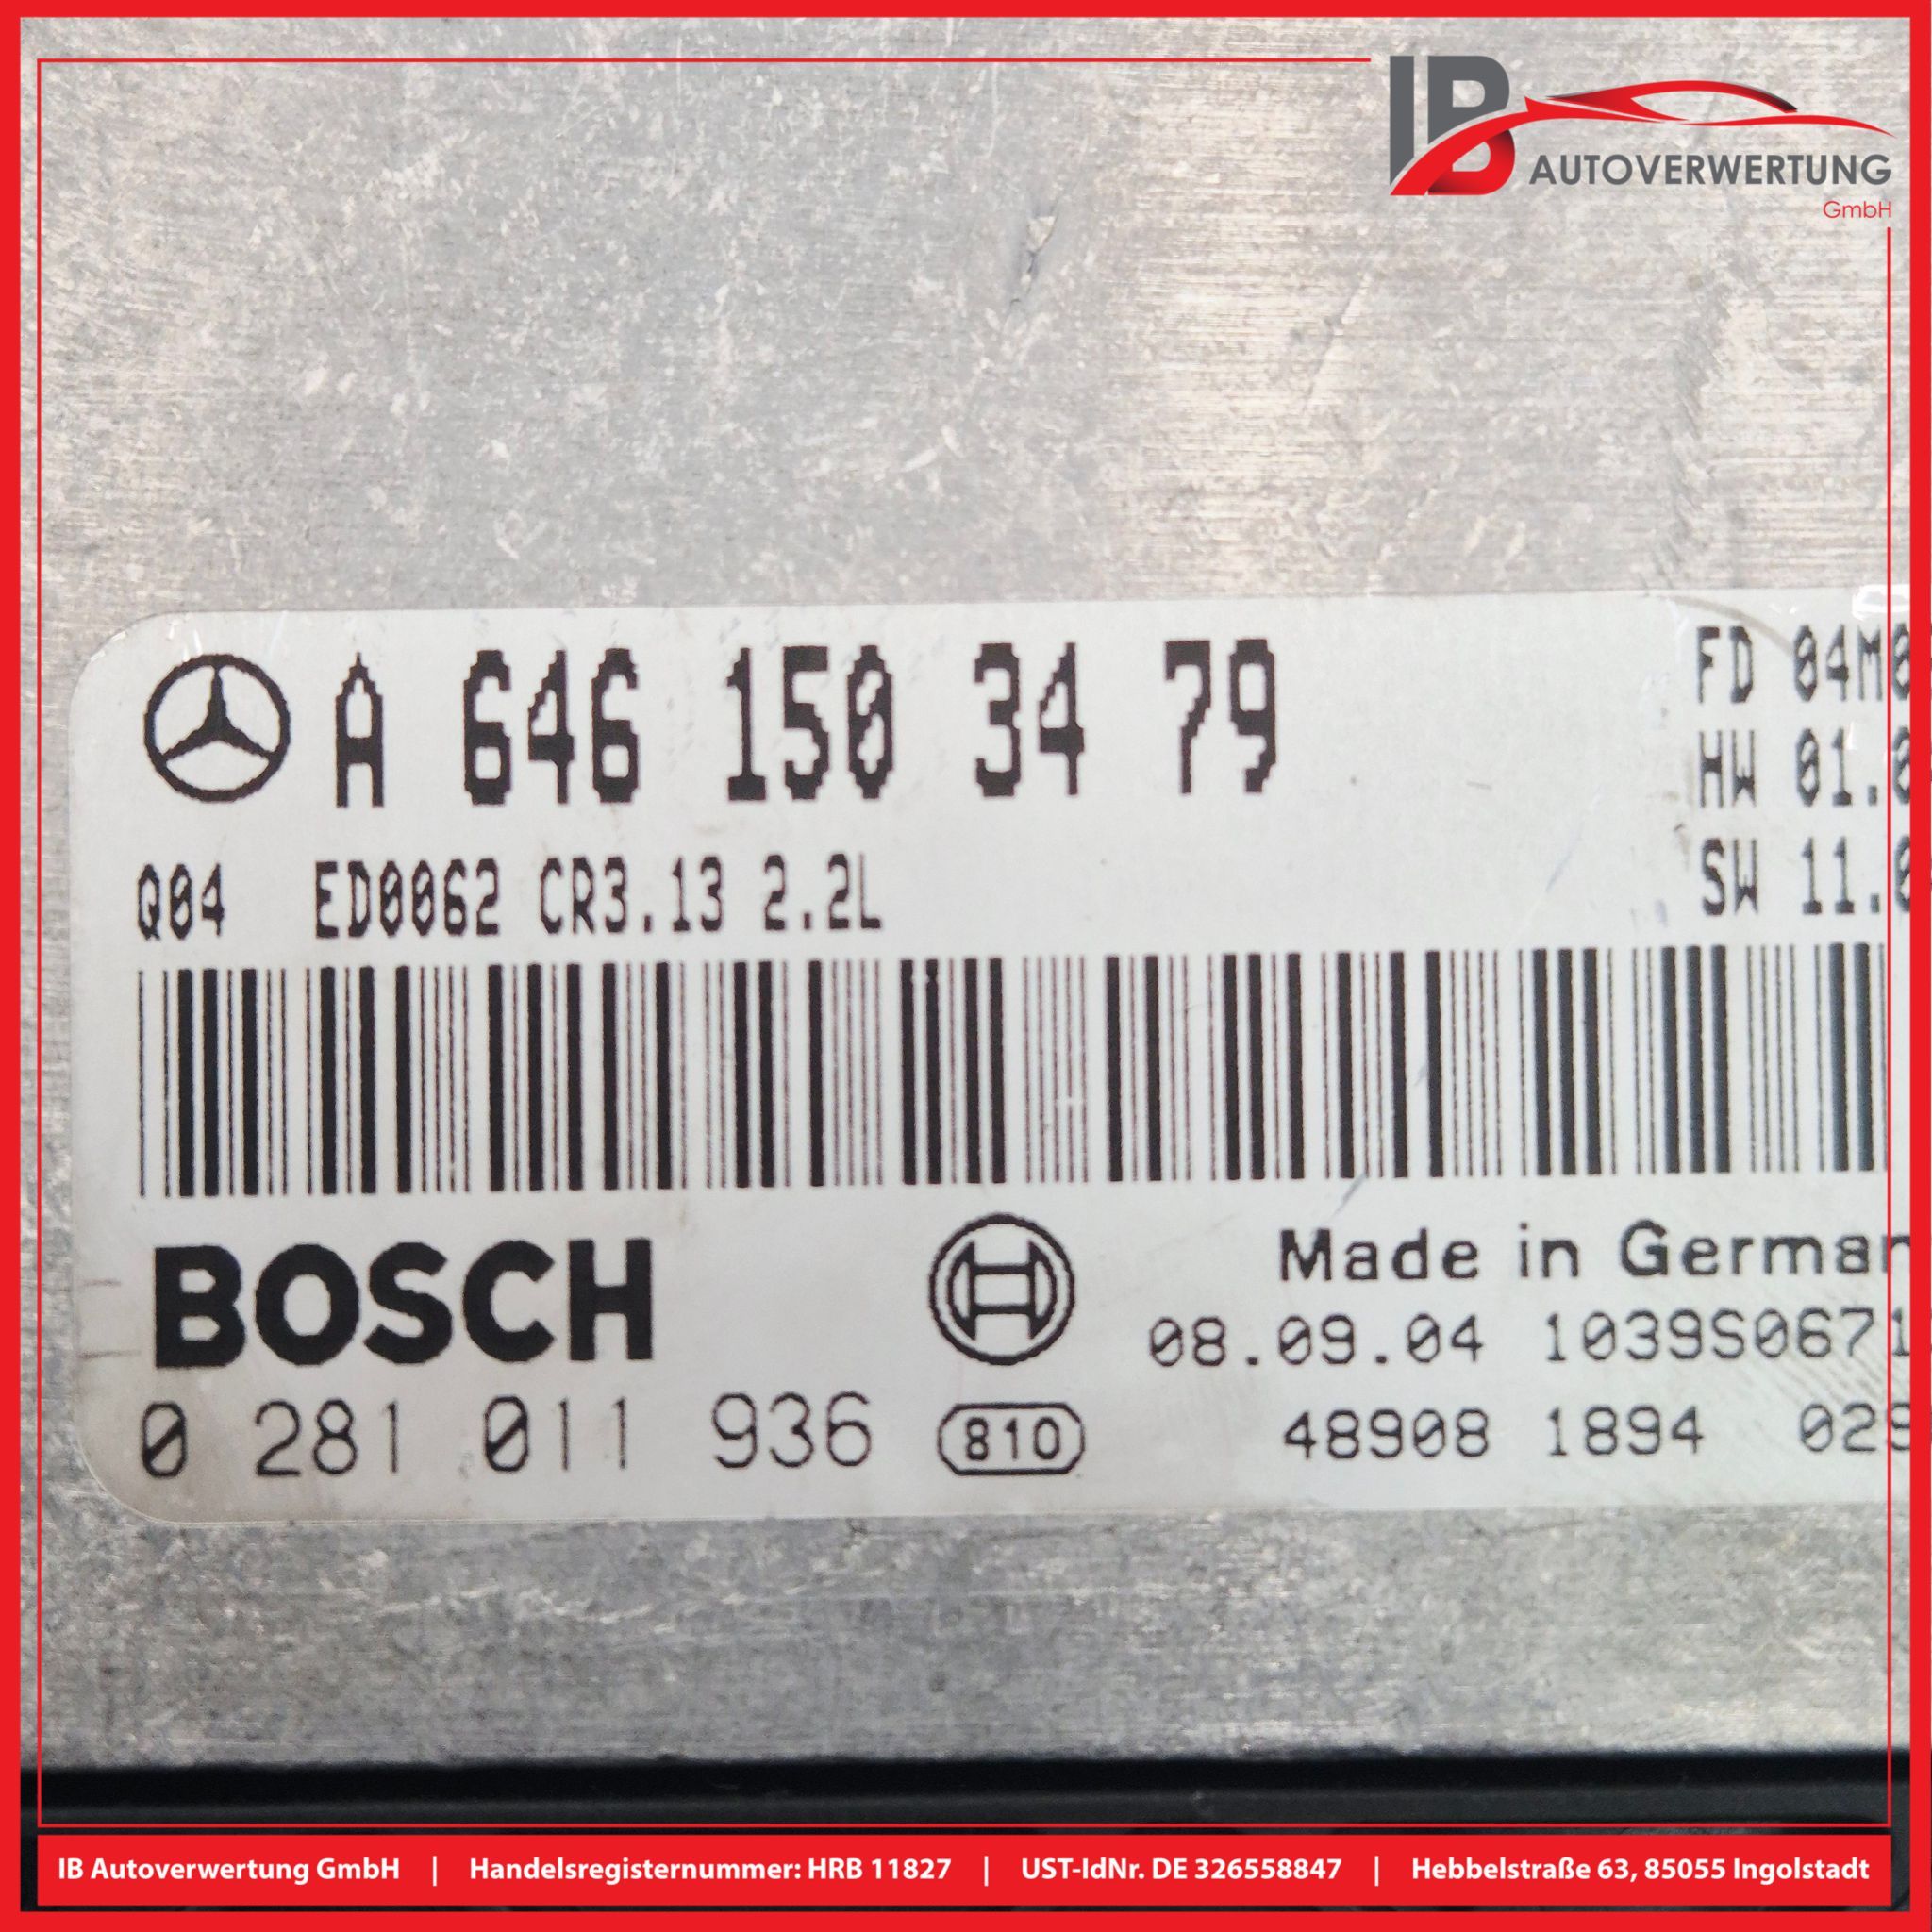 IB
AUTOVERWERTUNG
GmbH
A 646 150 34 79
FD 04M0
HW 01.0
Q04 ED0062 CR3.13 2.2L
SW 11.0
BOSCH
Made in German
08.09.04 1039S0671
0 281 011 936
810
48908 1894 029
IB Autoverwertung GmbH | Handelsregisternummer: HRB 11827 | UST-IdNr. DE 326558847 | Hebbelstraße 63, 85055 Ingolstadt